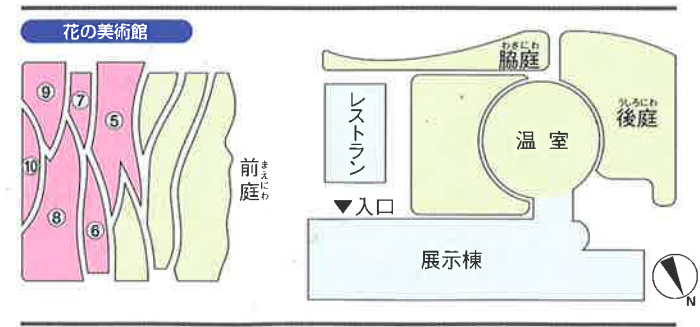 花の美術館
⑨
⑦
⑤
⑩
⑧
⑥
まえにわ
前庭
レストラン
▼入口
わきにわ
脇庭
温室
うしろにわ
後庭
展示棟
N